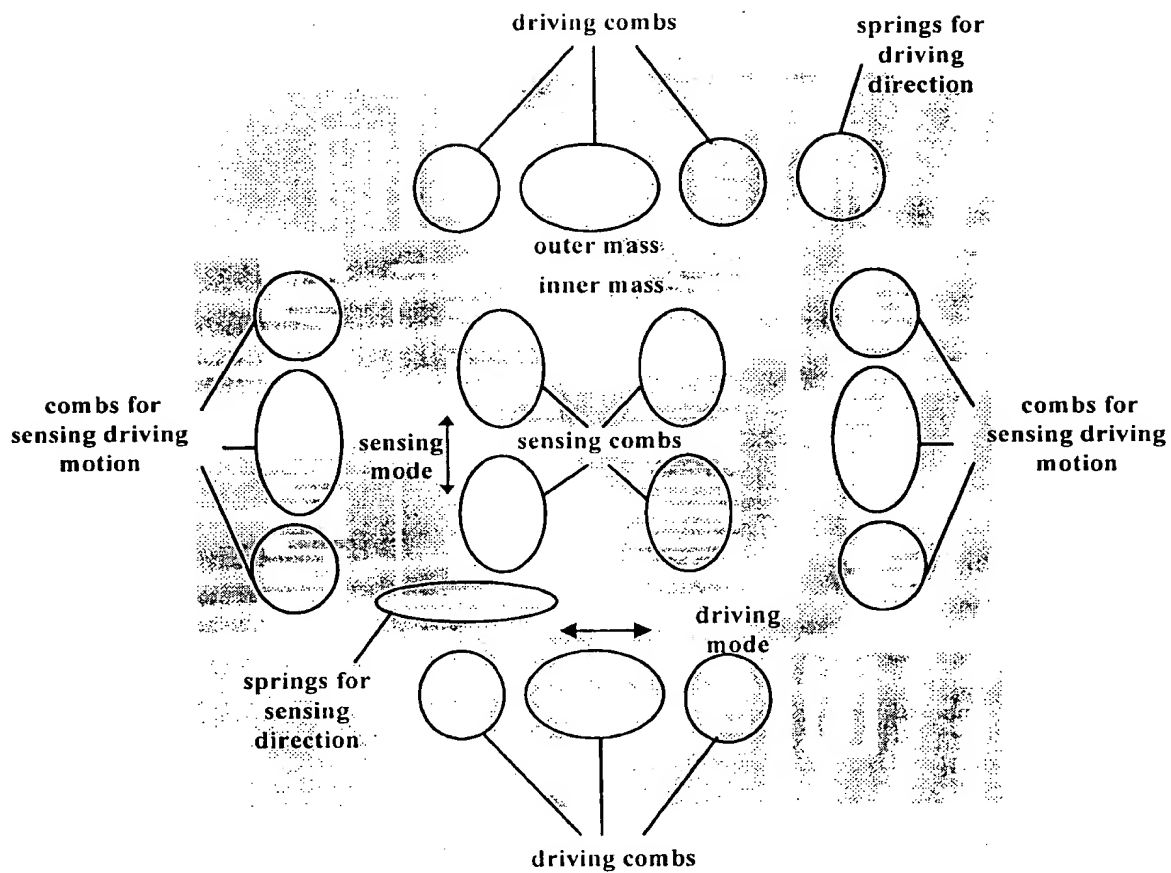 driving combs
springs for
driving
direction
outer mass
inner mass
combs for
sensing driving
motion
sensing
mode
sensing combs
combs for
sensing driving
motion
driving
mode
springs for
sensing
direction
driving combs